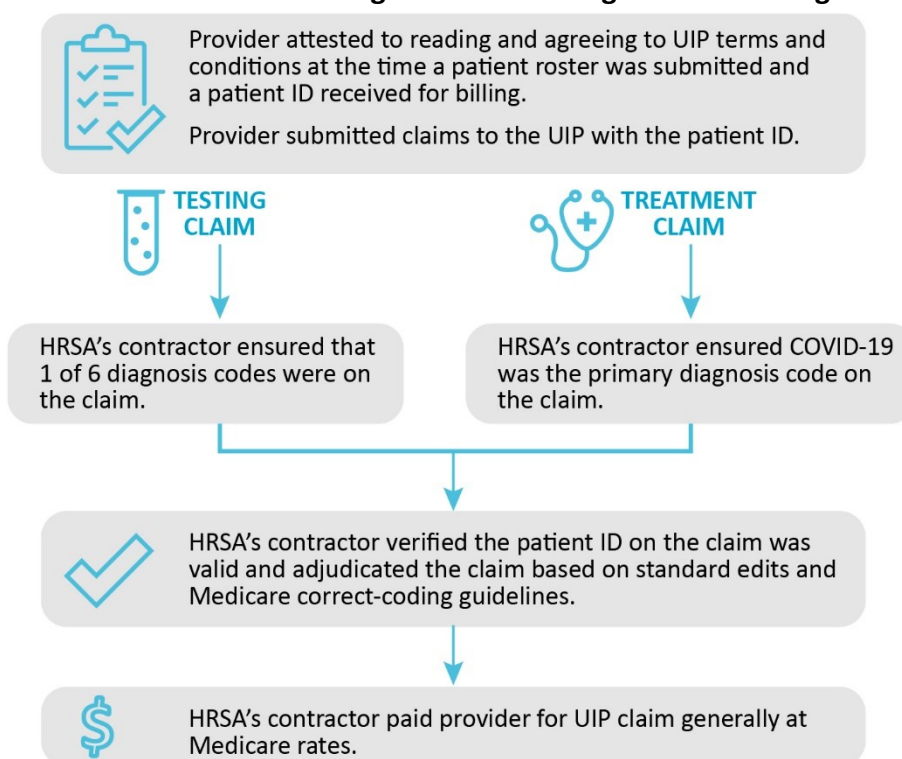 Provider attested to reading and agreeing to UIP terms and
conditions at the time a patient roster was submitted and
a patient ID received for billing.
Provider submitted claims to the UIP with the patient ID.
TESTING
CLAIM
TREATMENT
CLAIM
HRSA's contractor ensured that
1 of 6 diagnosis codes were on
the claim.
HRSA's contractor ensured COVID-19
was the primary diagnosis code on
the claim.
HRSA's contractor verified the patient ID on the claim was
valid and adjudicated the claim based on standard edits and
Medicare correct-coding guidelines.
$
HRSA's contractor paid provider for UIP claim generally at
Medicare rates.